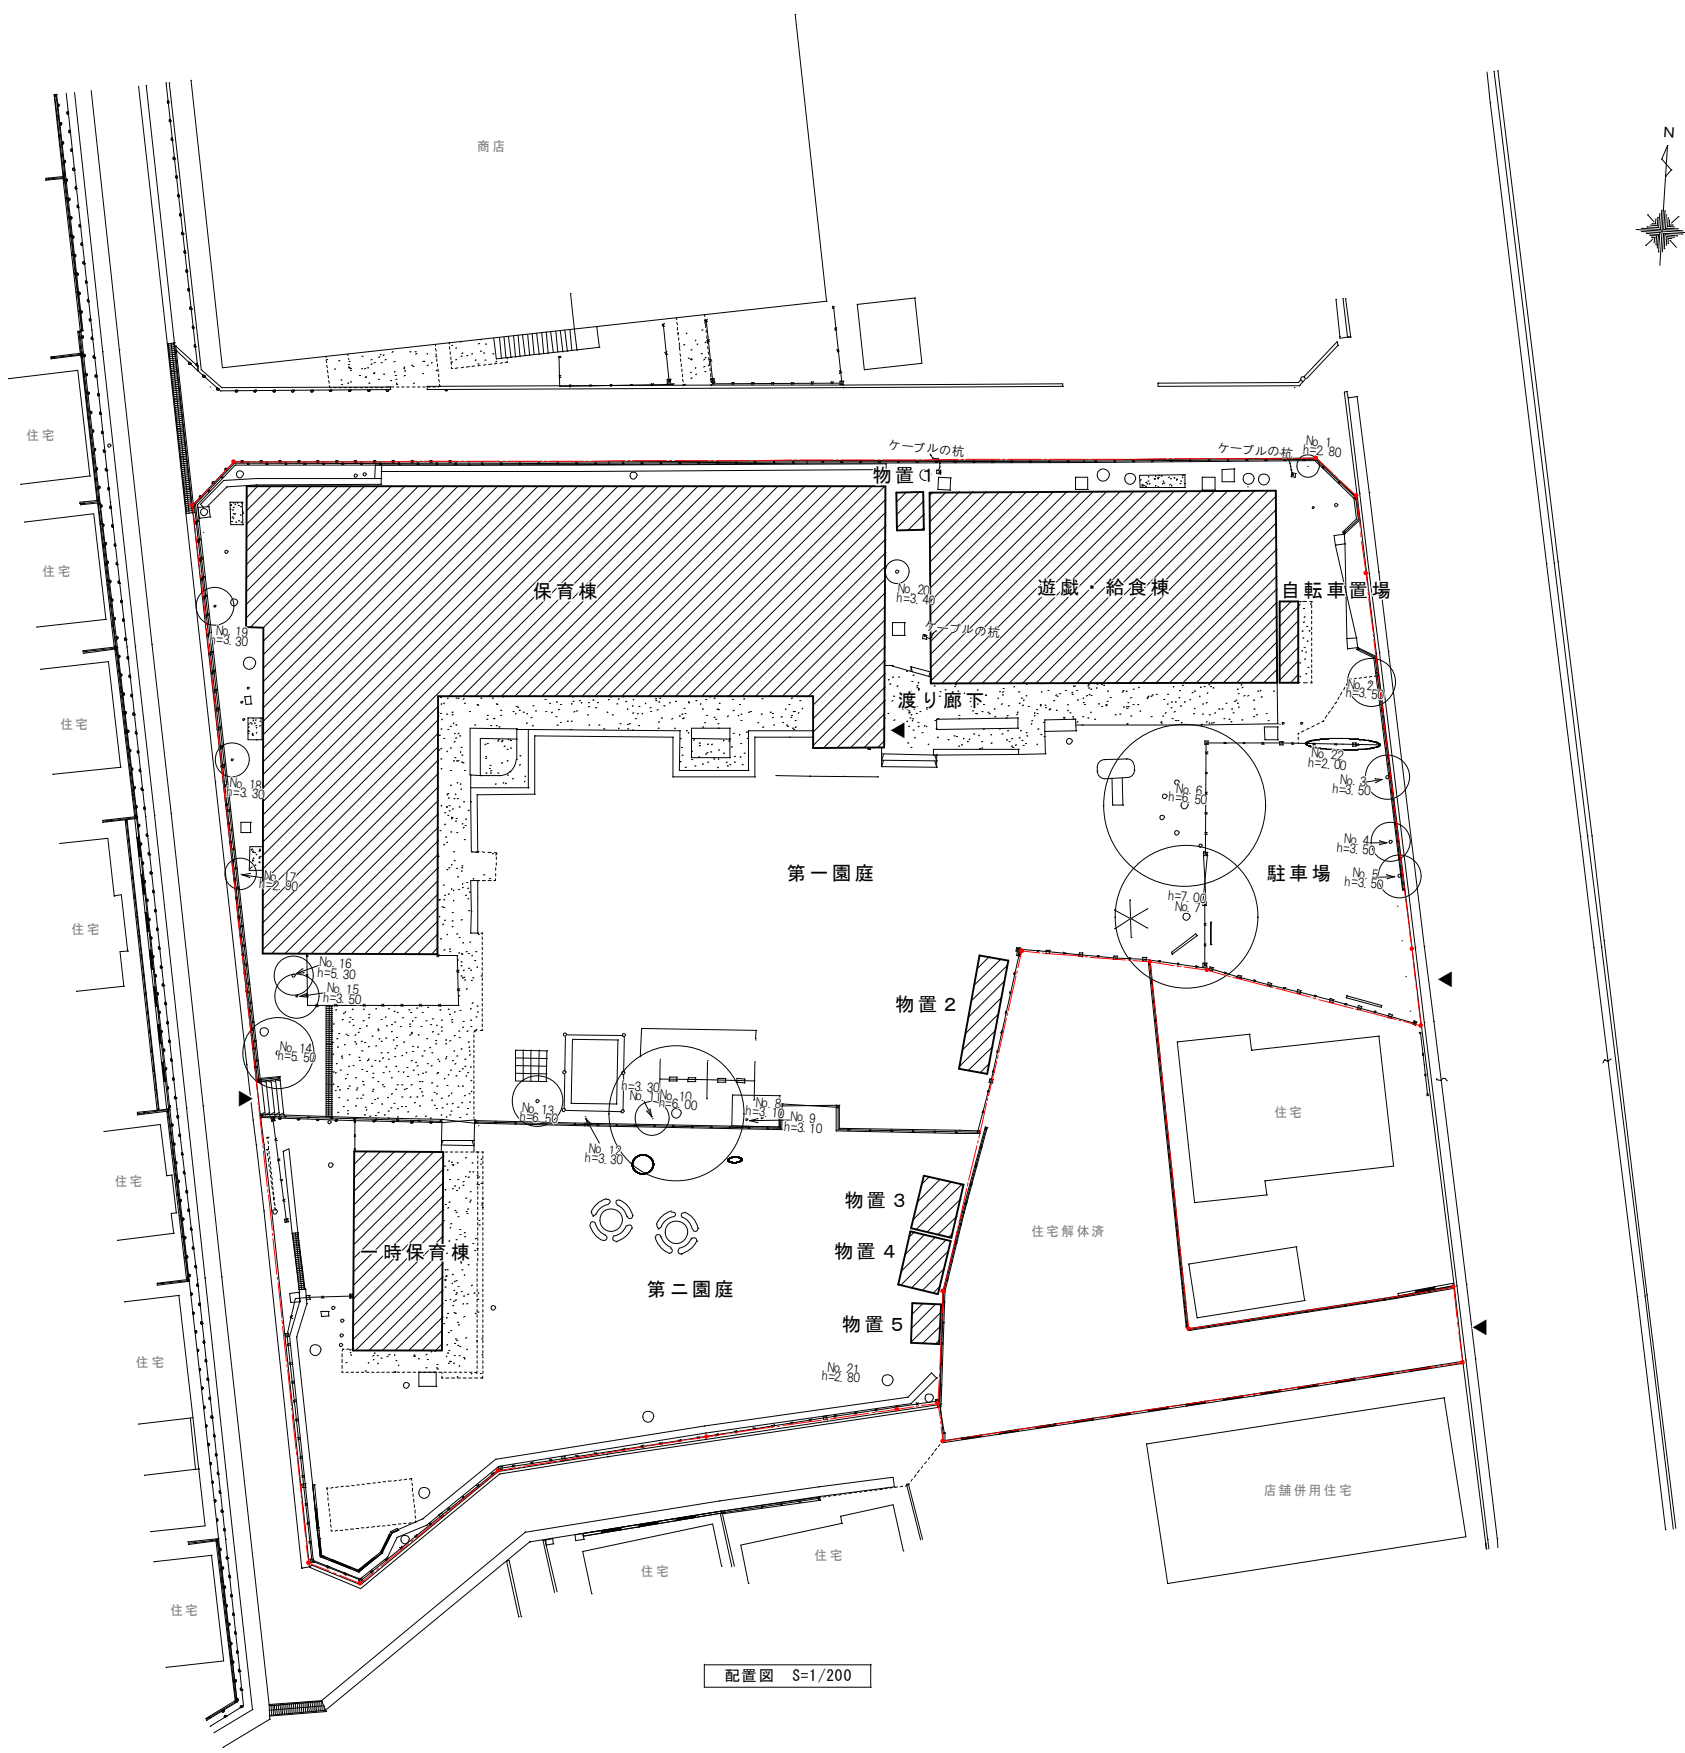 N
商店
住宅
住宅
住宅
住宅
住宅
住宅
住宅
ケーブルの杭
ケーブルの杭
No.1
h=2.80
物置1
保育棟
遊戯・給食棟
自転車置場
No.20
h=3.40
ケーブルの杭
No.19
h=3.30
渡り廊下
No.2
h=3.50
No.22
h=2.00
No.3
h=3.50
No.6
h=6.50
No.18
h=3.30
No.4
h=3.50
No.5
h=3.50
No.17
h=2.90
第一園庭
駐車場
h=7.00
No.7
No.16
h=5.30
No.15
h=3.50
物置2
No.14
h=5.50
No.13
h=6.50
h=3.30
No.11
No.10
h=6.00
No.8
h=3.10
No.9
h=3.10
No.12
h=3.30
住宅
物置3
物置4
住宅解体済
一時保育棟
第二園庭
物置5
No.21
h=2.80
店舗併用住宅
住宅
住宅
配置図 S=1/200